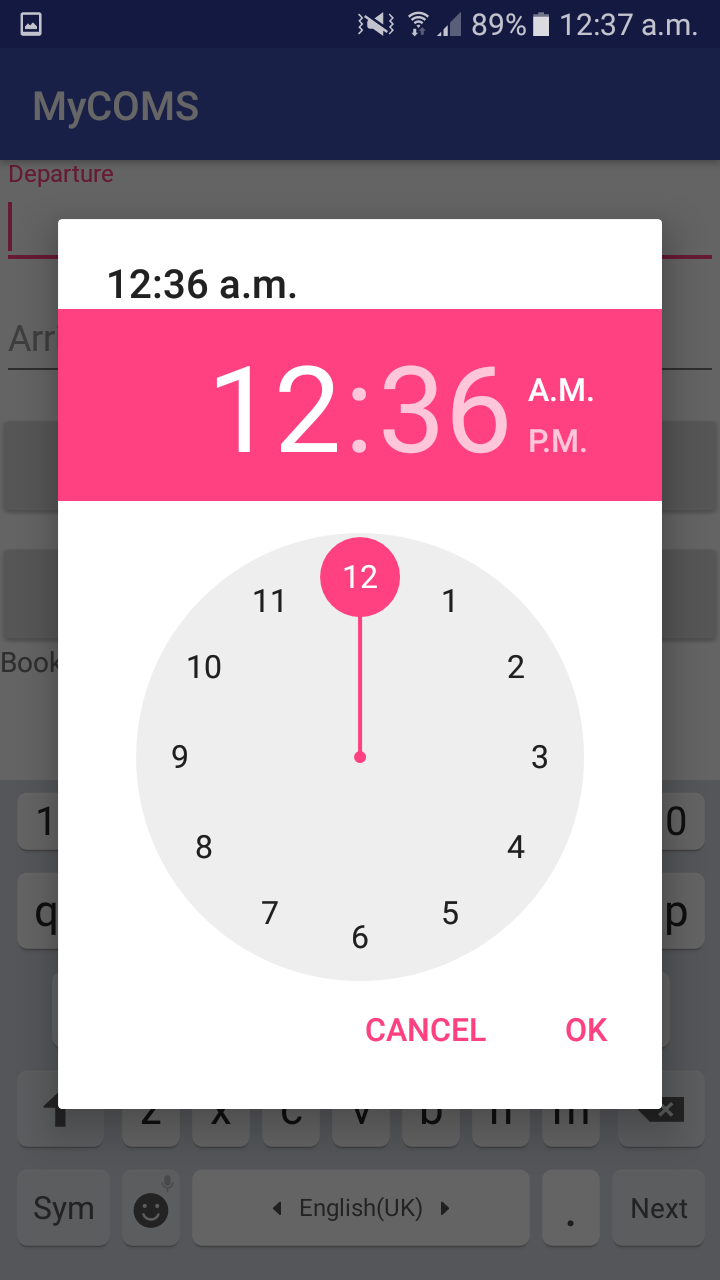 89% 12:37 a.m.
MyCOMS
Departure
12:36 a.m.
Arri
12:36 A.M.
P.M.
12
11 1
10 2
Book
9 3
1 0
8 4
q p
7 5
6
CANCEL OK
z x c v b n m
Sym English(UK) . Next